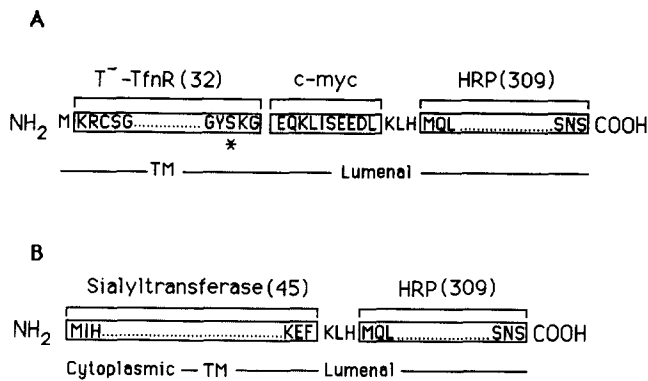 A
T⁻-TfnR (32) c-myc HRP (309)
NH₂ M KRCSG..............GYSKG EQKLISEEDL KLH MQL....................SNS COOH
*
TM Lumenal
B
Sialyltransferase (45) HRP (309)
NH₂ MIH..............................KEF KLH MQL....................SNS COOH
Cytoplasmic — TM — Lumenal